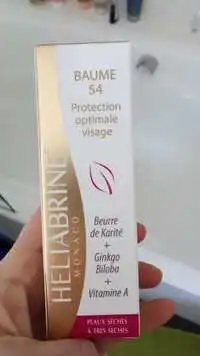 BAUME
54
Protection
optimale
visage
HELIABRINE
MONACO
Beurre
de Karité
+
Ginkgo
Biloba
+
Vitamine A
PEAUX SÈCHES
À TRÈS SÈCHES